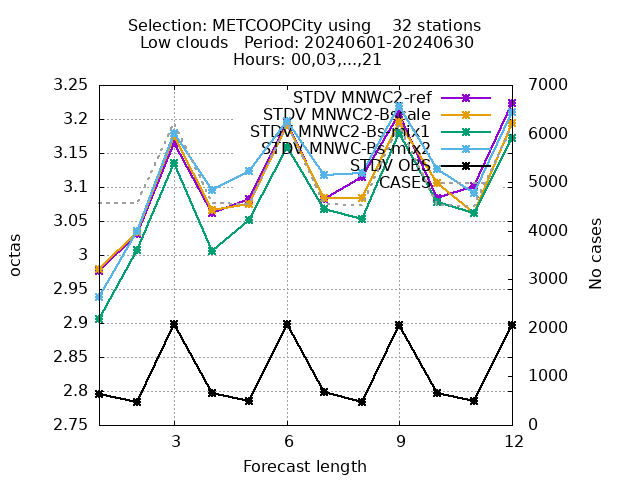 Selection: METCOOPCity using    32 stations
Low clouds   Period: 20240601-20240630
Hours: 00,03,...,21
3.25
3.2
3.15
3.1
3.05
3
2.95
2.9
2.85
2.8
2.75
octas
STDV MNWC2-ref
STDV MNWC2-Bscale
STDV MNWC2-Bs-mix1
STDV MNWC-Bs-mix2
STDV OBS
CASES
7000
6000
5000
4000
3000
2000
1000
0
No cases
3 6 9 12
Forecast length